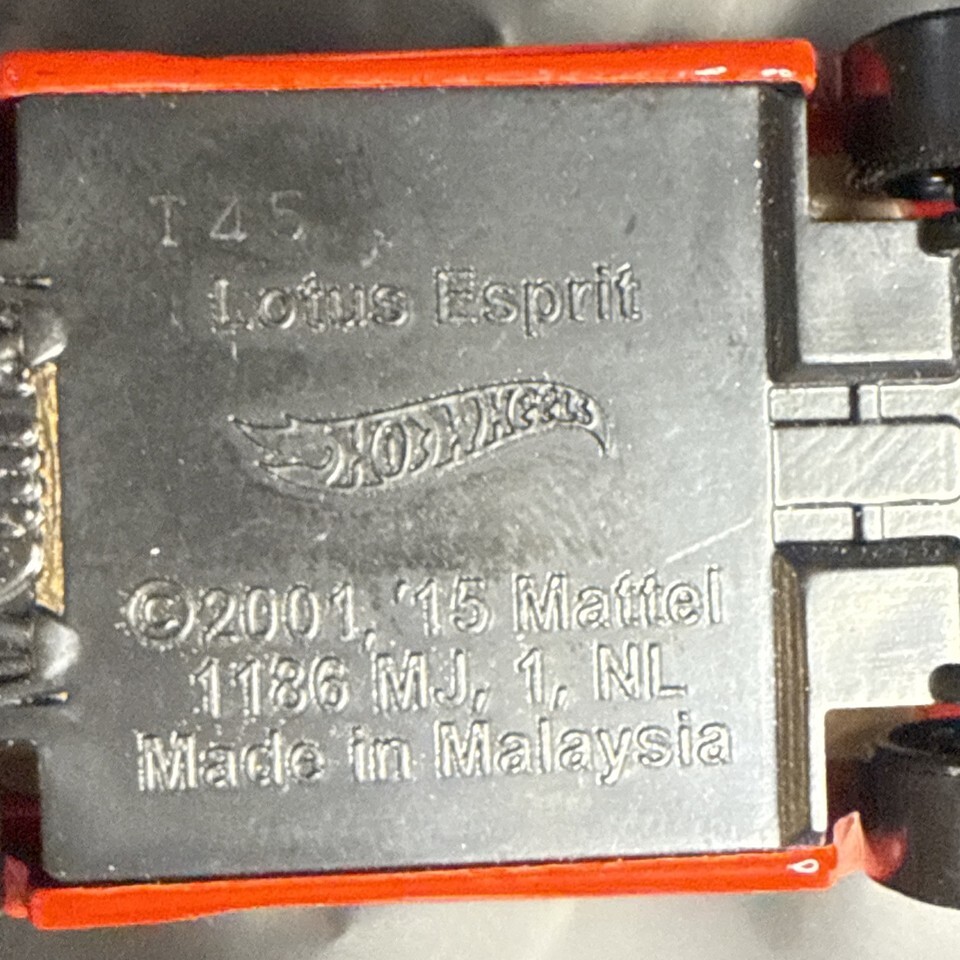 T45
Lotus Esprit
Hot Wheels
©2001, '15 Mattel
1186 MJ, 1, NL
Made in Malaysia